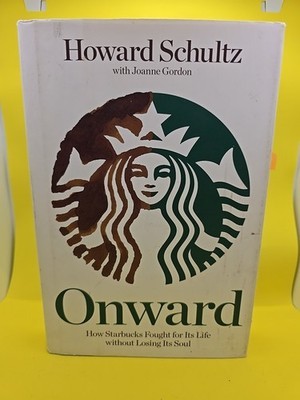 Howard Schultz
with Joanne Gordon
Onward
How Starbucks Fought for Its Life
without Losing Its Soul